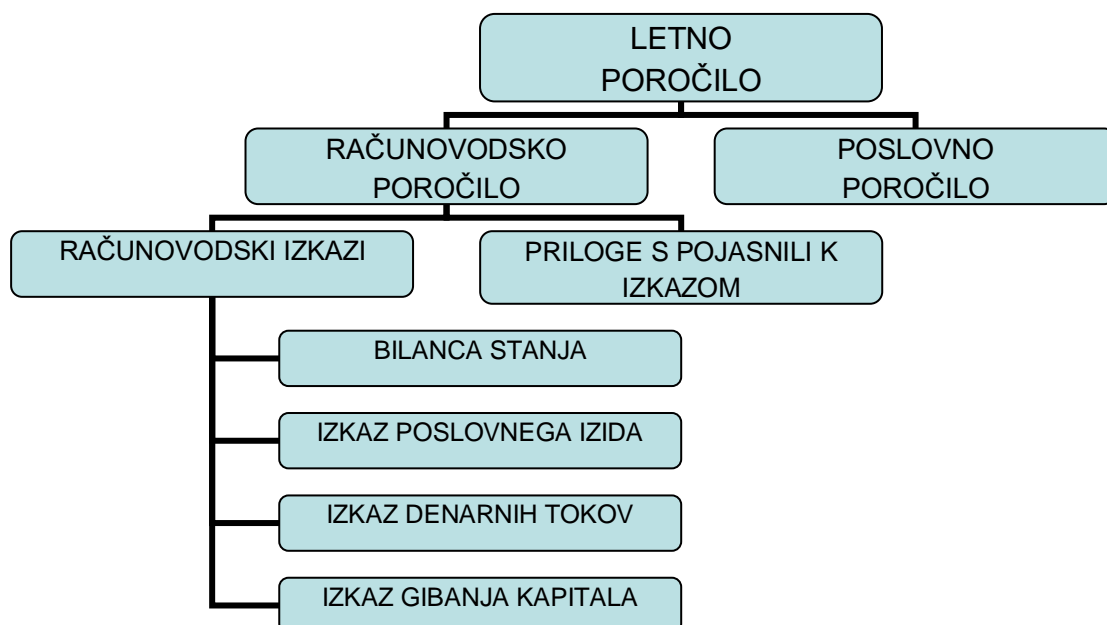 LETNO
POROČILO
RAČUNOVODSKO
POROČILO
POSLOVNO
POROČILO
RAČUNOVODSKI IZKAZI
PRILOGE S POJASNILI K
IZKAZOM
BILANCA STANJA
IZKAZ POSLOVNEGA IZIDA
IZKAZ DENARNIH TOKOV
IZKAZ GIBANJA KAPITALA